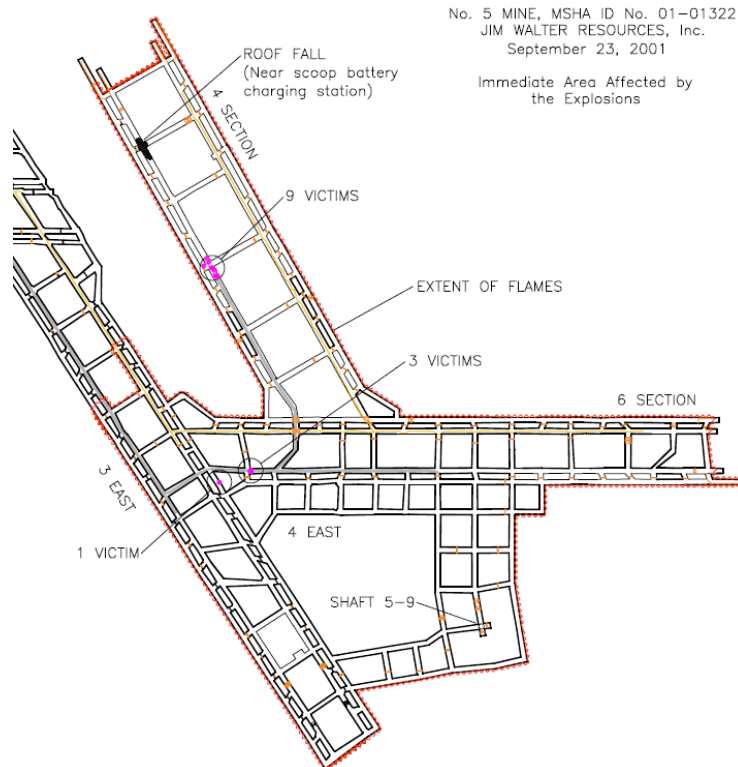 No. 5 MINE, MSHA ID No. 01-01322
JIM WALTER RESOURCES, Inc.
September 23, 2001
Immediate Area Affected by
the Explosions
ROOF FALL
(Near scoop battery
charging station)
4 SECTION
9 VICTIMS
EXTENT OF FLAMES
3 VICTIMS
6 SECTION
3 EAST
1 VICTIM
4 EAST
SHAFT 5-9